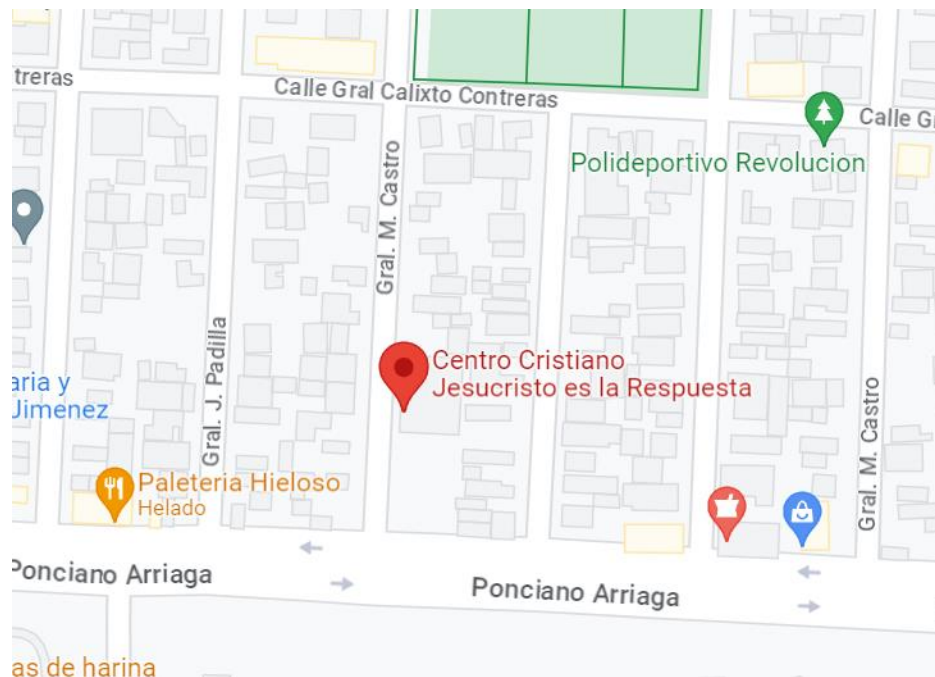 treras
Calle Gral Calixto Contreras
Calle G
Polideportivo Revolucion
Gral. M. Castro
Gral. J. Padilla
Centro Cristiano
Jesucristo es la Respuesta
aria y
Jimenez
Gral. M. Castro
Paleteria Hieloso
Helado
Ponciano Arriaga
Ponciano Arriaga
as de harina